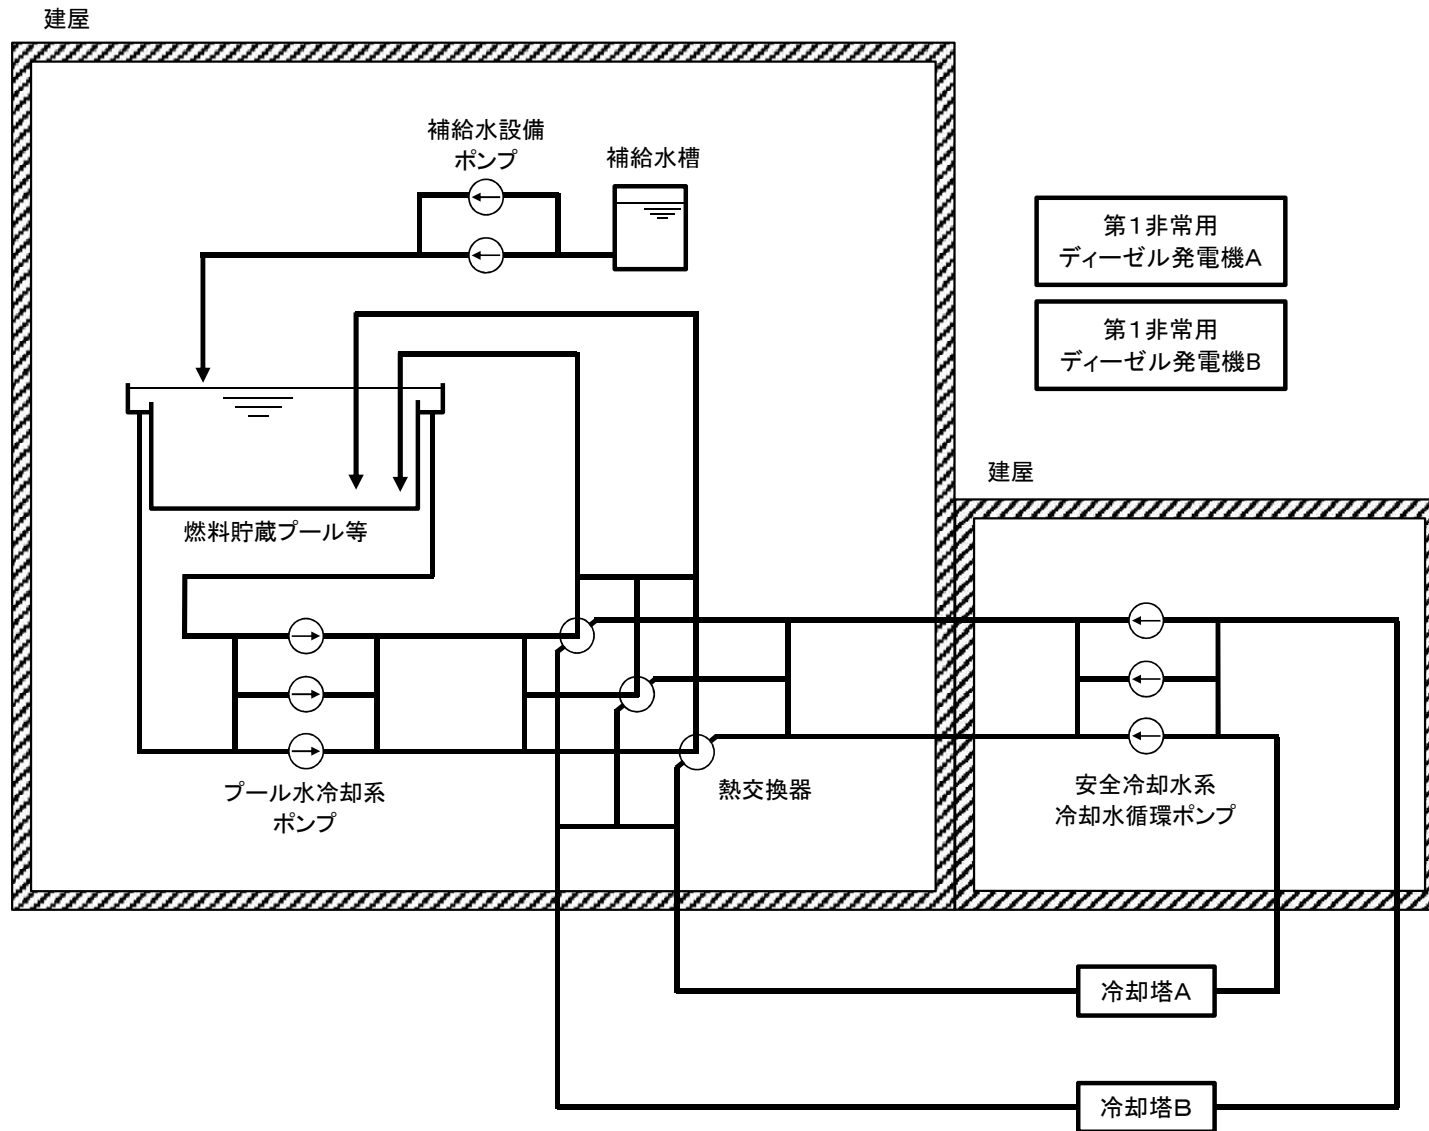 建屋
補給水設備
ポンプ
補給水槽
第1非常用
ディーゼル発電機A
第1非常用
ディーゼル発電機B
建屋
燃料貯蔵プール等
プール水冷却系
ポンプ
熱交換器
安全冷却水系
冷却水循環ポンプ
冷却塔A
冷却塔B